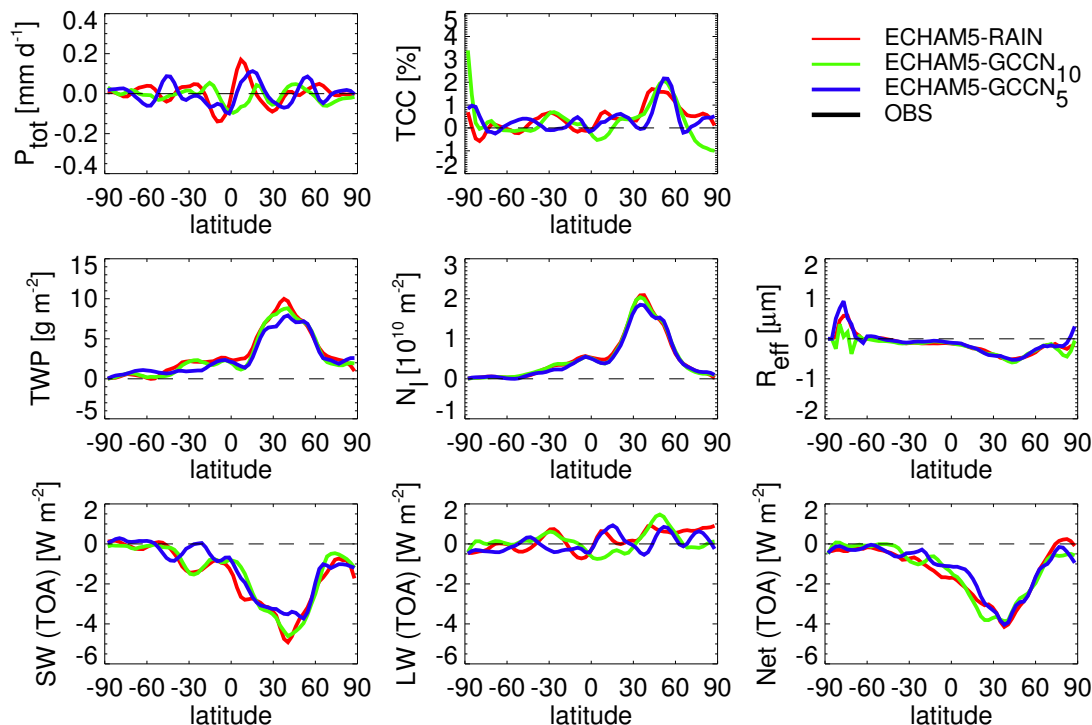 P_tot [mm d^-1]
0.4
0.2
0.0
-0.2
-0.4
-90 -60 -30 0 30 60 90
latitude
TCC [%]
5
4
3
2
1
0
-1
-2
-90 -60 -30 0 30 60 90
latitude
ECHAM5-RAIN
ECHAM5-GCCN_10
ECHAM5-GCCN_5
OBS
TWP [g m^-2]
15
10
5
0
-5
-90 -60 -30 0 30 60 90
latitude
N_l [10^10 m^-2]
3
2
1
0
-1
-90 -60 -30 0 30 60 90
latitude
R_eff [µm]
2
1
0
-1
-2
-90 -60 -30 0 30 60 90
latitude
SW (TOA) [W m^-2]
2
0
-2
-4
-6
-90 -60 -30 0 30 60 90
latitude
LW (TOA) [W m^-2]
2
0
-2
-4
-6
-90 -60 -30 0 30 60 90
latitude
Net (TOA) [W m^-2]
2
0
-2
-4
-6
-90 -60 -30 0 30 60 90
latitude